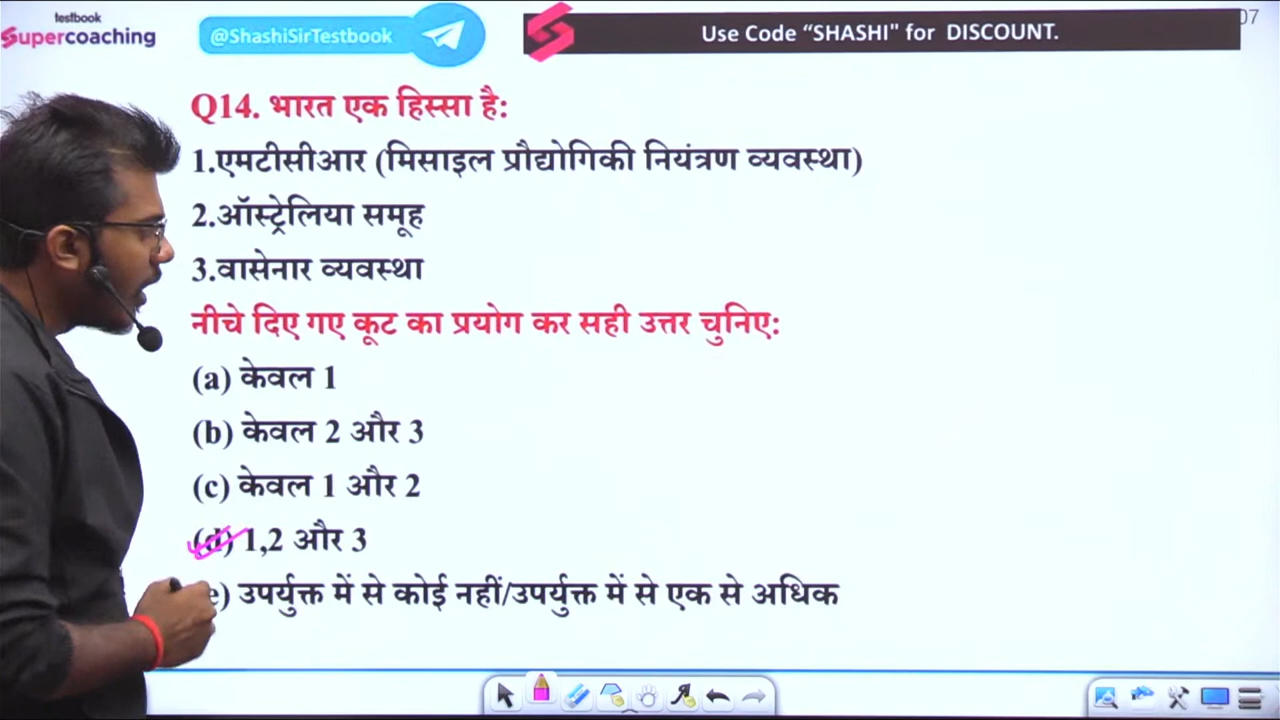 testbook
Supercoaching
@ShashiSirTestbook
Use Code “SHASHI" for DISCOUNT.
07
Q14. भारत एक हिस्सा है:
1.एमटीसीआर (मिसाइल प्रौद्योगिकी नियंत्रण व्यवस्था)
2.ऑस्ट्रेलिया समूह
3.वासेनार व्यवस्था
नीचे दिए गए कूट का प्रयोग कर सही उत्तर चुनिए:
(a) केवल 1
(b) केवल 2 और 3
(c) केवल 1 और 2
(d) 1,2 और 3
e) उपर्युक्त में से कोई नहीं/उपर्युक्त में से एक से अधिक